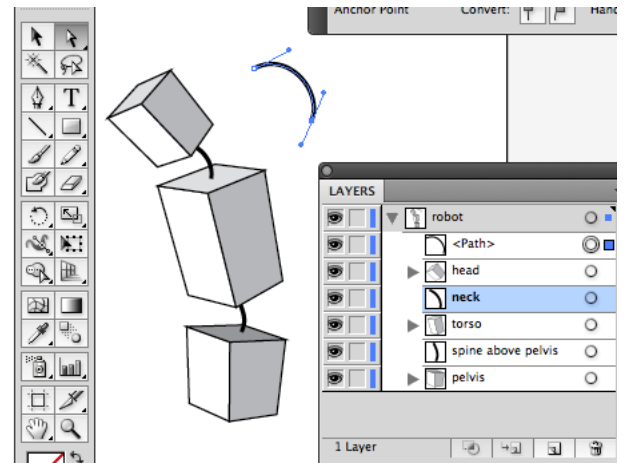 Anchor Point Convert: Hand
T
LAYERS
robot
<Path>
head
neck
torso
spine above pelvis
pelvis
1 Layer